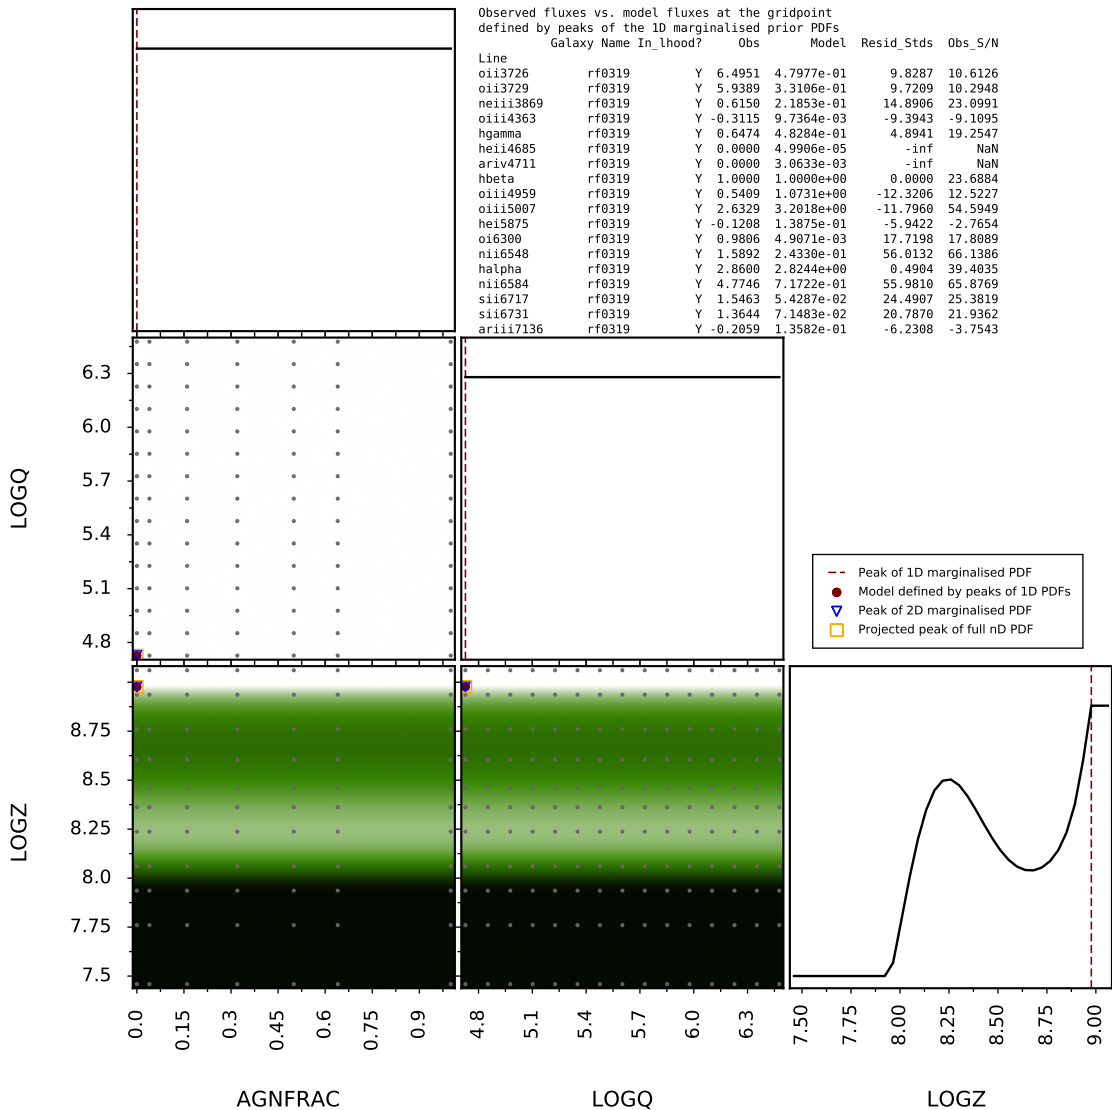 Observed fluxes vs. model fluxes at the gridpoint
defined by peaks of the 1D marginalised prior PDFs
Galaxy Name In_lhood? Obs Model Resid_Stds Obs_S/N
Line
oii3726 rf0319 Y 6.4951 4.7977e-01 9.8287 10.6126
oii3729 rf0319 Y 5.9389 3.3106e-01 9.7209 10.2948
neiii3869 rf0319 Y 0.6150 2.1853e-01 14.8906 23.0991
oiii4363 rf0319 Y -0.3115 9.7364e-03 -9.3943 -9.1095
hgamma rf0319 Y 0.6474 4.8284e-01 4.8941 19.2547
heii4685 rf0319 Y 0.0000 4.9906e-05 -inf NaN
ariv4711 rf0319 Y 0.0000 3.0633e-03 -inf NaN
hbeta rf0319 Y 1.0000 1.0000e+00 0.0000 23.6884
oiii4959 rf0319 Y 0.5409 1.0731e+00 -12.3206 12.5227
oiii5007 rf0319 Y 2.6329 3.2018e+00 -11.7960 54.5949
hei5875 rf0319 Y -0.1208 1.3875e-01 -5.9422 -2.7654
oi6300 rf0319 Y 0.9806 4.9071e-03 17.7198 17.8089
nii6548 rf0319 Y 1.5892 2.4330e-01 56.0132 66.1386
halpha rf0319 Y 2.8600 2.8244e+00 0.4904 39.4035
nii6584 rf0319 Y 4.7746 7.1722e-01 55.9810 65.8769
sii6717 rf0319 Y 1.5463 5.4287e-02 24.4907 25.3819
sii6731 rf0319 Y 1.3644 7.1483e-02 20.7870 21.9362
ariii7136 rf0319 Y -0.2059 1.3582e-01 -6.2308 -3.7543
LOGQ
6.3
6.0
5.7
5.4
5.1
4.8
Peak of 1D marginalised PDF
Model defined by peaks of 1D PDFs
Peak of 2D marginalised PDF
Projected peak of full nD PDF
LOGZ
8.75
8.5
8.25
8.0
7.75
7.5
0.0 0.15 0.3 0.45 0.6 0.75 0.9
4.8 5.1 5.4 5.7 6.0 6.3
7.50 7.75 8.00 8.25 8.50 8.75 9.00
AGNFRAC LOGQ LOGZ